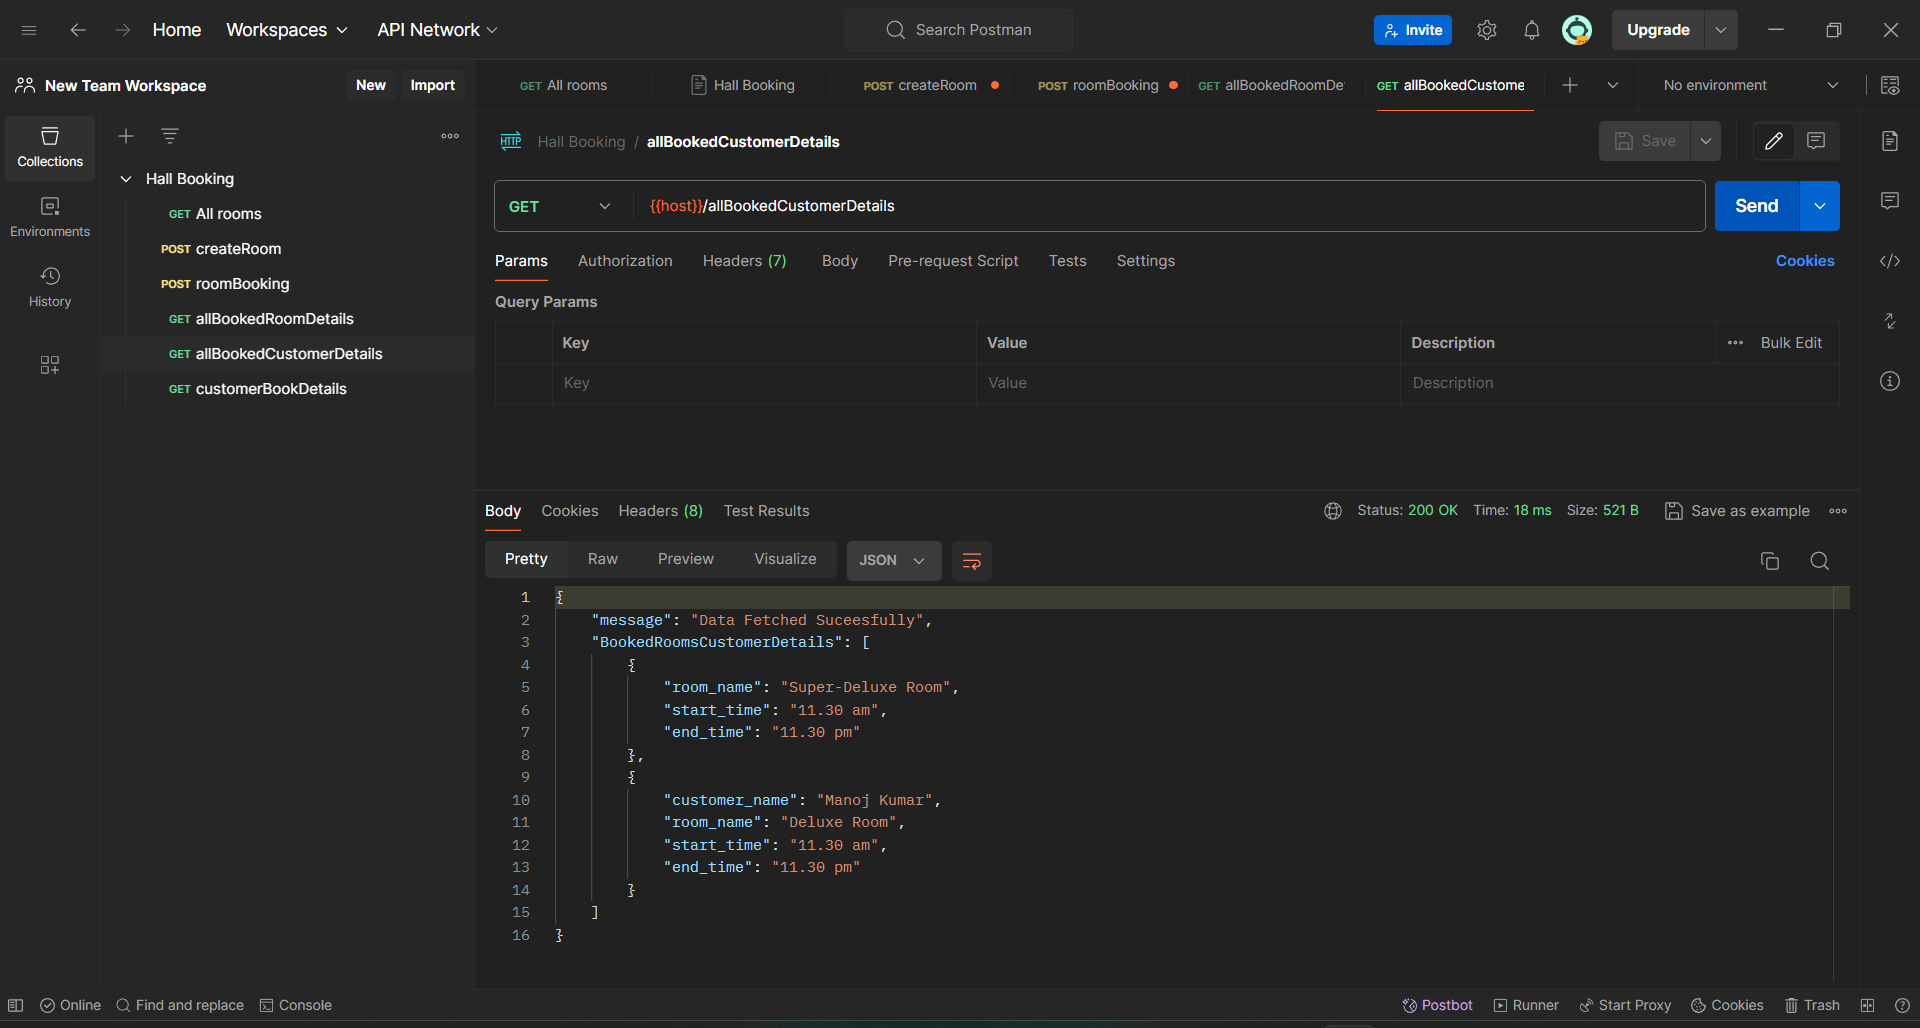 Home
Workspaces
API Network
Search Postman
Invite
Upgrade
New Team Workspace
New
Import
GET All rooms
Hall Booking
POST createRoom
POST roomBooking
GET allBookedRoomDe
GET allBookedCustome
No environment
Collections
Environments
History
Hall Booking
GET All rooms
POST createRoom
POST roomBooking
GET allBookedRoomDetails
GET allBookedCustomerDetails
GET customerBookDetails
HTTP
Hall Booking / allBookedCustomerDetails
Save
GET
{{host}}/allBookedCustomerDetails
Send
Params
Authorization
Headers (7)
Body
Pre-request Script
Tests
Settings
Cookies
Query Params
Key
Value
Description
Bulk Edit
Key
Value
Description
Body
Cookies
Headers (8)
Test Results
Status: 200 OK
Time: 18 ms
Size: 521 B
Save as example
Pretty
Raw
Preview
Visualize
JSON
1 {
2 "message": "Data Fetched Suceesfully",
3 "BookedRoomsCustomerDetails": [
4 {
5 "room_name": "Super-Deluxe Room",
6 "start_time": "11.30 am",
7 "end_time": "11.30 pm"
8 },
9 {
10 "customer_name": "Manoj Kumar",
11 "room_name": "Deluxe Room",
12 "start_time": "11.30 am",
13 "end_time": "11.30 pm"
14 }
15 ]
16 }
Online
Find and replace
Console
Postbot
Runner
Start Proxy
Cookies
Trash